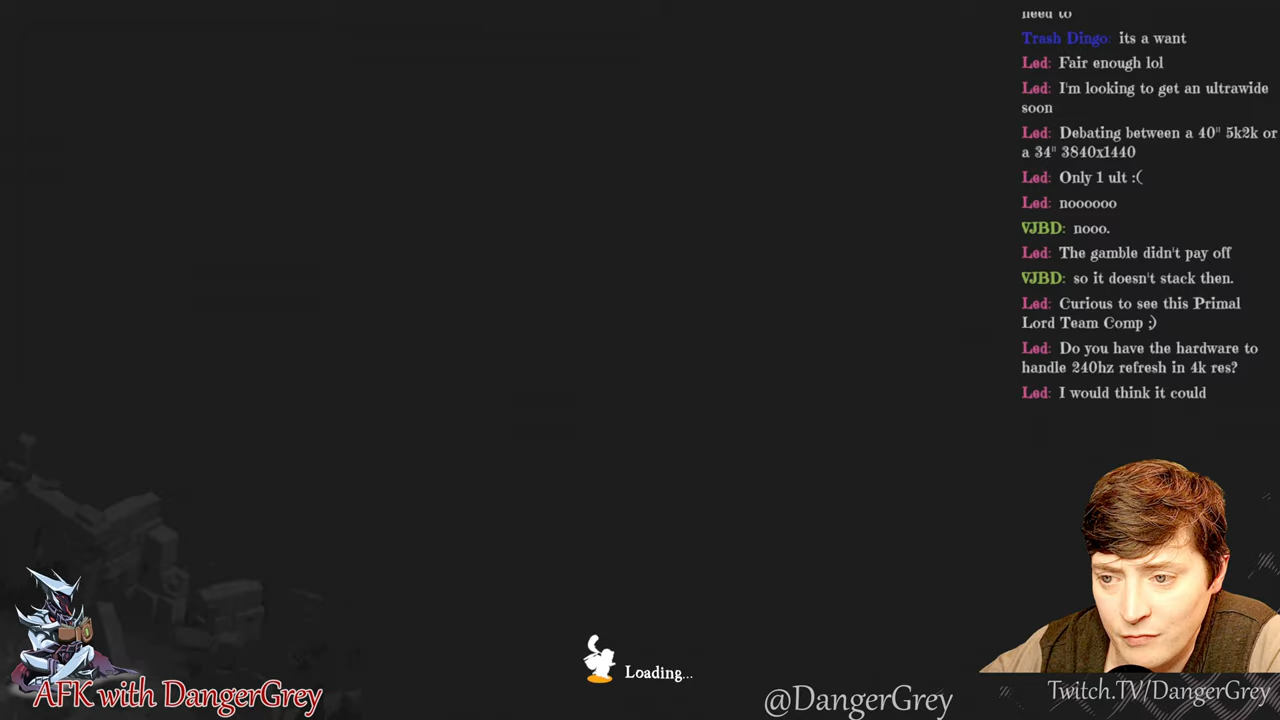 need to
Trash Dingo: its a want
Led: Fair enough lol
Led: I'm looking to get an ultrawide
soon
Led: Debating between a 40" 5k2k or
a 34" 3840x1440
Led: Only 1 ult :(
Led: noooooo
VJBD: nooo.
Led: The gamble didn't pay off
VJBD: so it doesn't stack then.
Led: Curious to see this Primal
Lord Team Comp ;)
Led: Do you have the hardware to
handle 240hz refresh in 4k res?
Led: I would think it could
Loading...
AFK with DangerGrey
@DangerGrey
Twitch.TV/DangerGrey